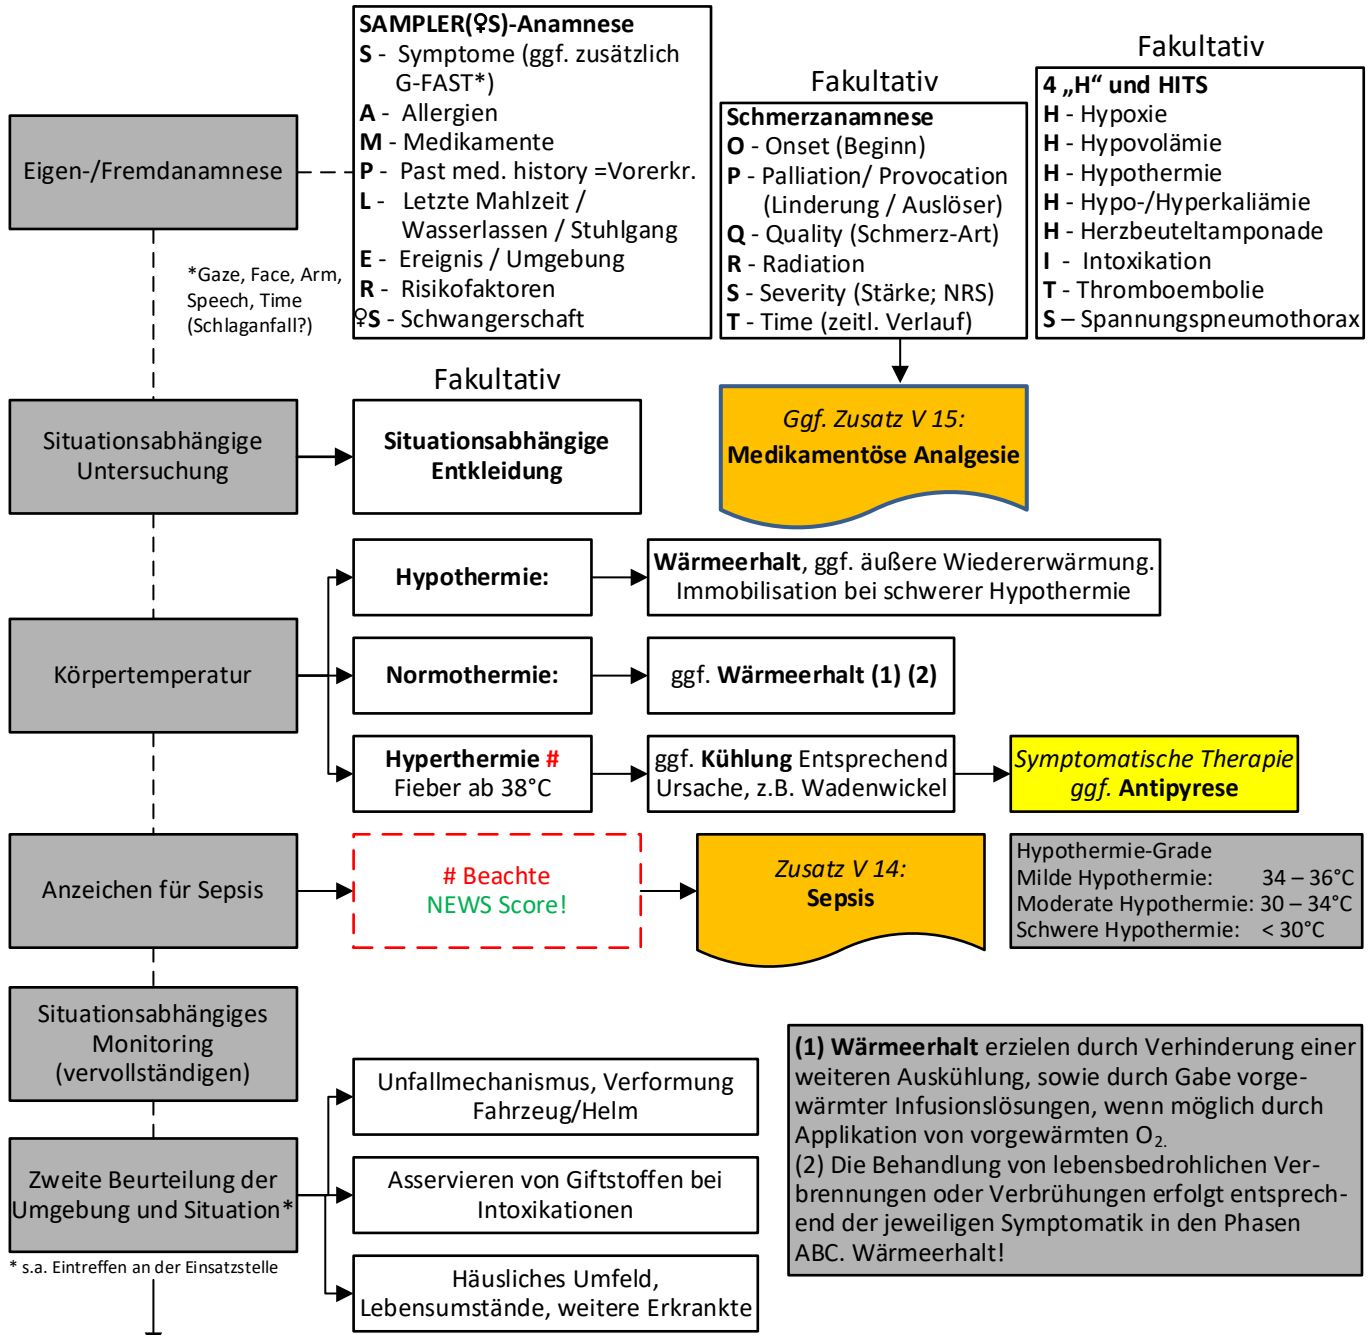 Eigen-/Fremdanamnese
SAMPLER(♀S)-Anamnese
S - Symptome (ggf. zusätzlich
G-FAST*)
A - Allergien
M - Medikamente
P - Past med. history =Vorerkr.
L - Letzte Mahlzeit /
Wasserlassen / Stuhlgang
E - Ereignis / Umgebung
R - Risikofaktoren
♀S - Schwangerschaft
*Gaze, Face, Arm,
Speech, Time
(Schlaganfall?)
Fakultativ
Schmerzanamnese
O - Onset (Beginn)
P - Palliation/ Provocation
(Linderung / Auslöser)
Q - Quality (Schmerz-Art)
R - Radiation
S - Severity (Stärke; NRS)
T - Time (zeitl. Verlauf)
Fakultativ
4 „H“ und HITS
H - Hypoxie
H - Hypovolämie
H - Hypothermie
H - Hypo-/Hyperkaliämie
H - Herzbeuteltamponade
I - Intoxikation
T - Thromboembolie
S – Spannungspneumothorax
Situationsabhängige
Untersuchung
Fakultativ
Situationsabhängige
Entkleidung
Ggf. Zusatz V 15:
Medikamentöse Analgesie
Körpertemperatur
Hypothermie:
Wärmeerhalt, ggf. äußere Wiedererwärmung.
Immobilisation bei schwerer Hypothermie
Normothermie:
ggf. Wärmeerhalt (1) (2)
Hyperthermie #
Fieber ab 38°C
ggf. Kühlung Entsprechend
Ursache, z.B. Wadenwickel
Symptomatische Therapie
ggf. Antipyrese
Anzeichen für Sepsis
# Beachte
NEWS Score!
Zusatz V 14:
Sepsis
Hypothermie-Grade
Milde Hypothermie: 34 – 36°C
Moderate Hypothermie: 30 – 34°C
Schwere Hypothermie: < 30°C
Situationsabhängiges
Monitoring
(vervollständigen)
Zweite Beurteilung der
Umgebung und Situation*
* s.a. Eintreffen an der Einsatzstelle
Unfallmechanismus, Verformung
Fahrzeug/Helm
Asservieren von Giftstoffen bei
Intoxikationen
Häusliches Umfeld,
Lebensumstände, weitere Erkrankte
(1) Wärmeerhalt erzielen durch Verhinderung einer
weiteren Auskühlung, sowie durch Gabe vorge-
wärmter Infusionslösungen, wenn möglich durch
Applikation von vorgewärmten O₂.
(2) Die Behandlung von lebensbedrohlichen Ver-
brennungen oder Verbrühungen erfolgt entsprech-
end der jeweiligen Symptomatik in den Phasen
ABC. Wärmeerhalt!